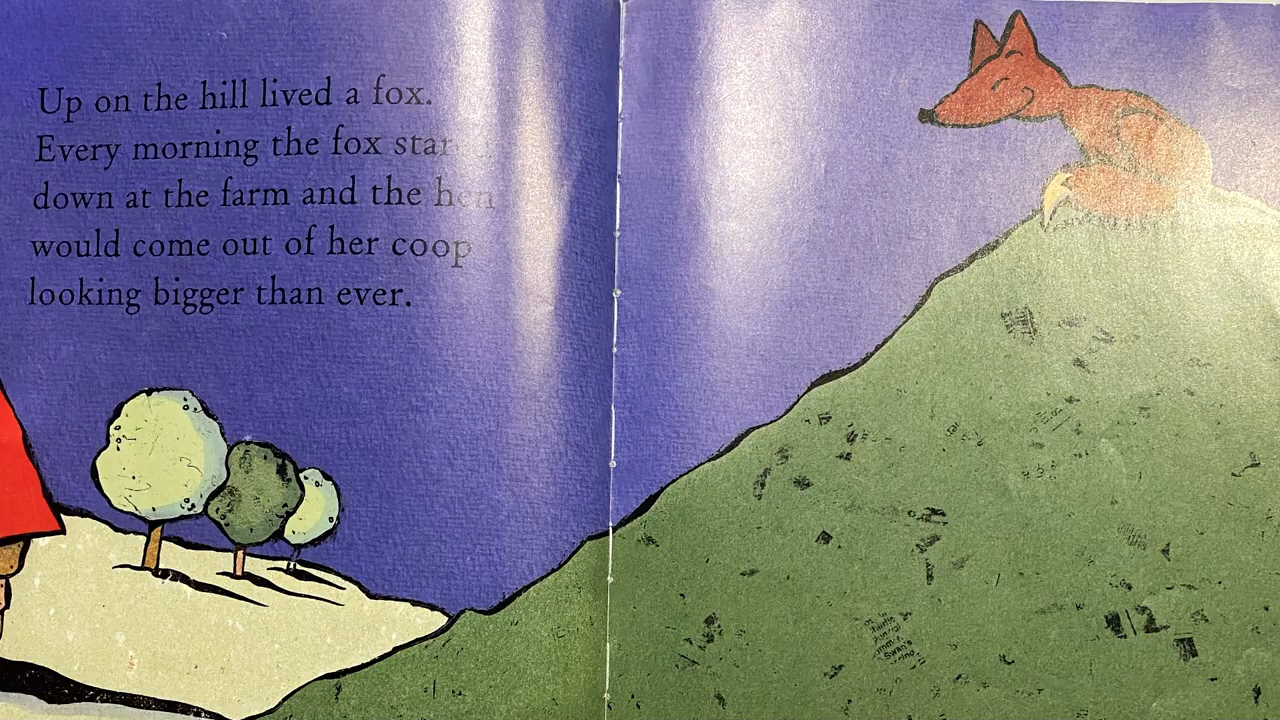 Up on the hill lived a fox.
Every morning the fox
down at the farm and the hen
would come out of her coop
looking bigger than ever.